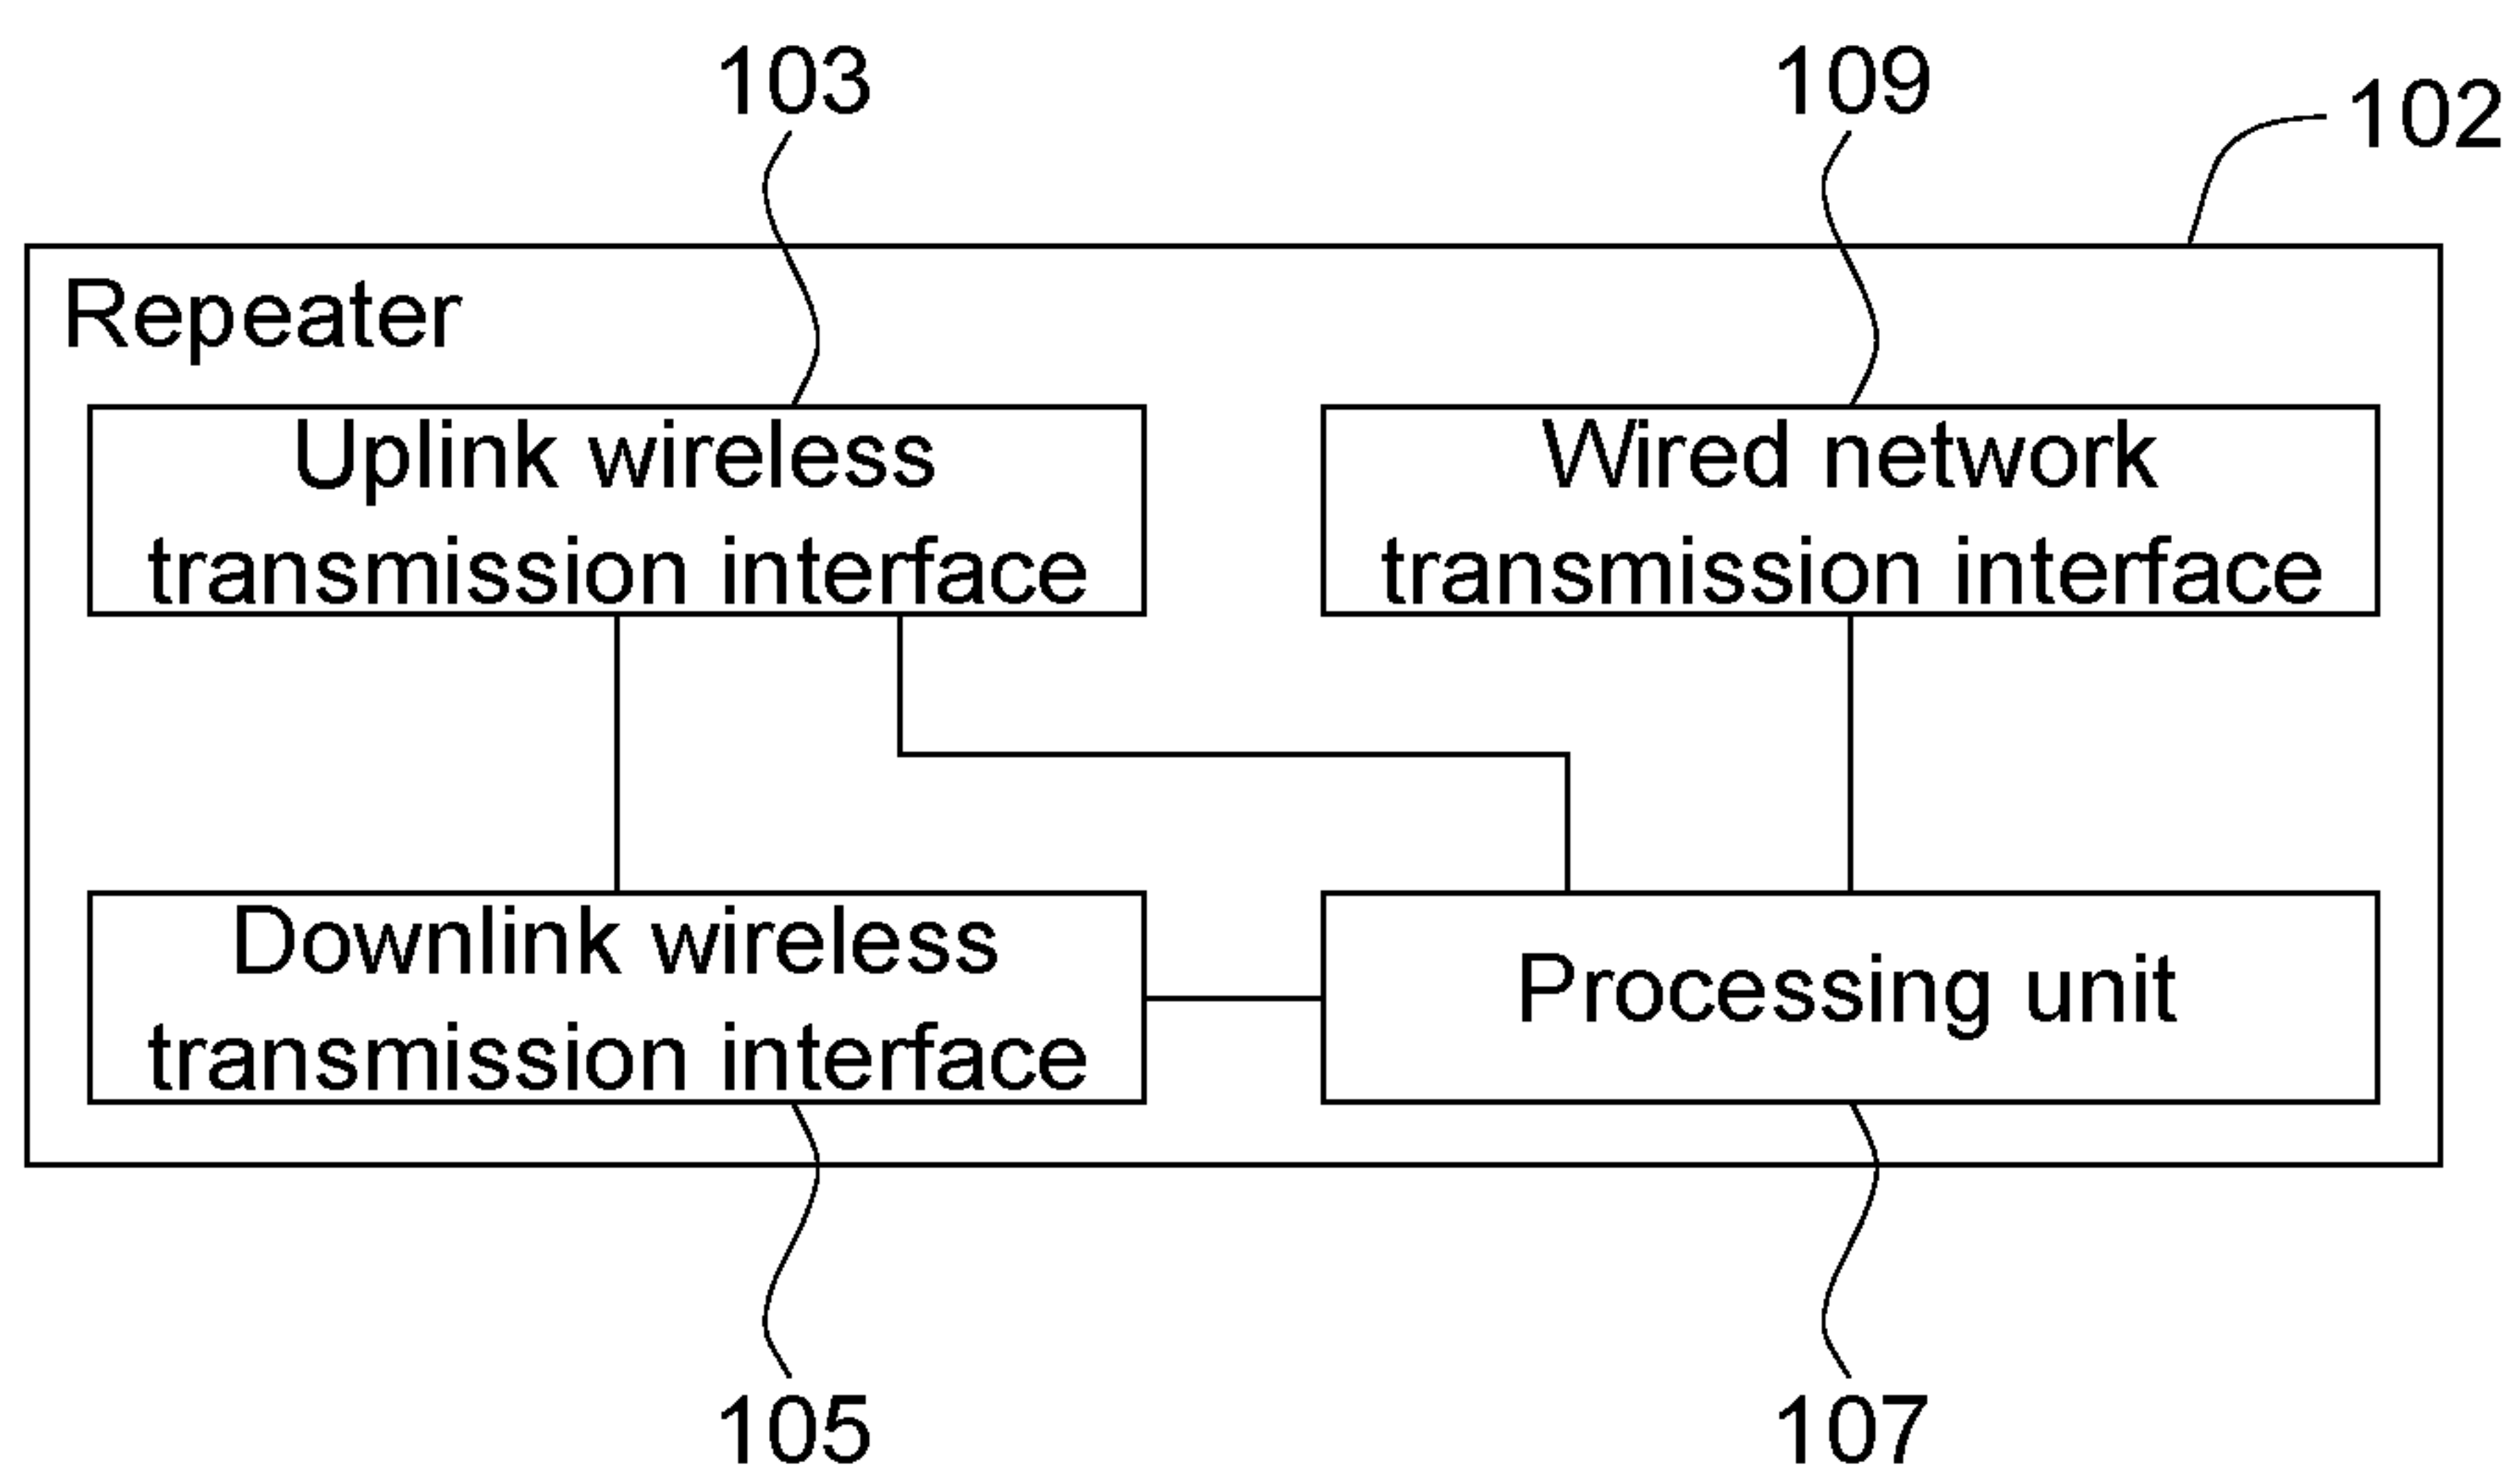 103
109
102
Repeater
Uplink wireless
transmission interface
Wired network
transmission interface
Downlink wireless
transmission interface
Processing unit
105
107